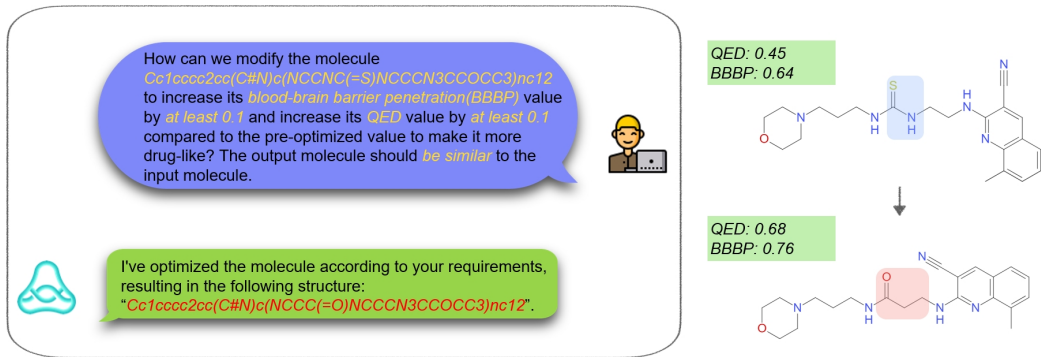 How can we modify the molecule
Cc1cccc2cc(C#N)c(NCCNC(=S)NCCCN3CCOCC3)nc12
to increase its blood-brain barrier penetration(BBBP) value
by at least 0.1 and increase its QED value by at least 0.1
compared to the pre-optimized value to make it more
drug-like? The output molecule should be similar to the
input molecule.
I've optimized the molecule according to your requirements,
resulting in the following structure:
“Cc1cccc2cc(C#N)c(NCCC(=O)NCCCN3CCOCC3)nc12”.
QED: 0.45
BBBP: 0.64
N
S
H
N
N
N
H
N
H
N
O
QED: 0.68
BBBP: 0.76
N
O
N
N
H
N
H
N
O